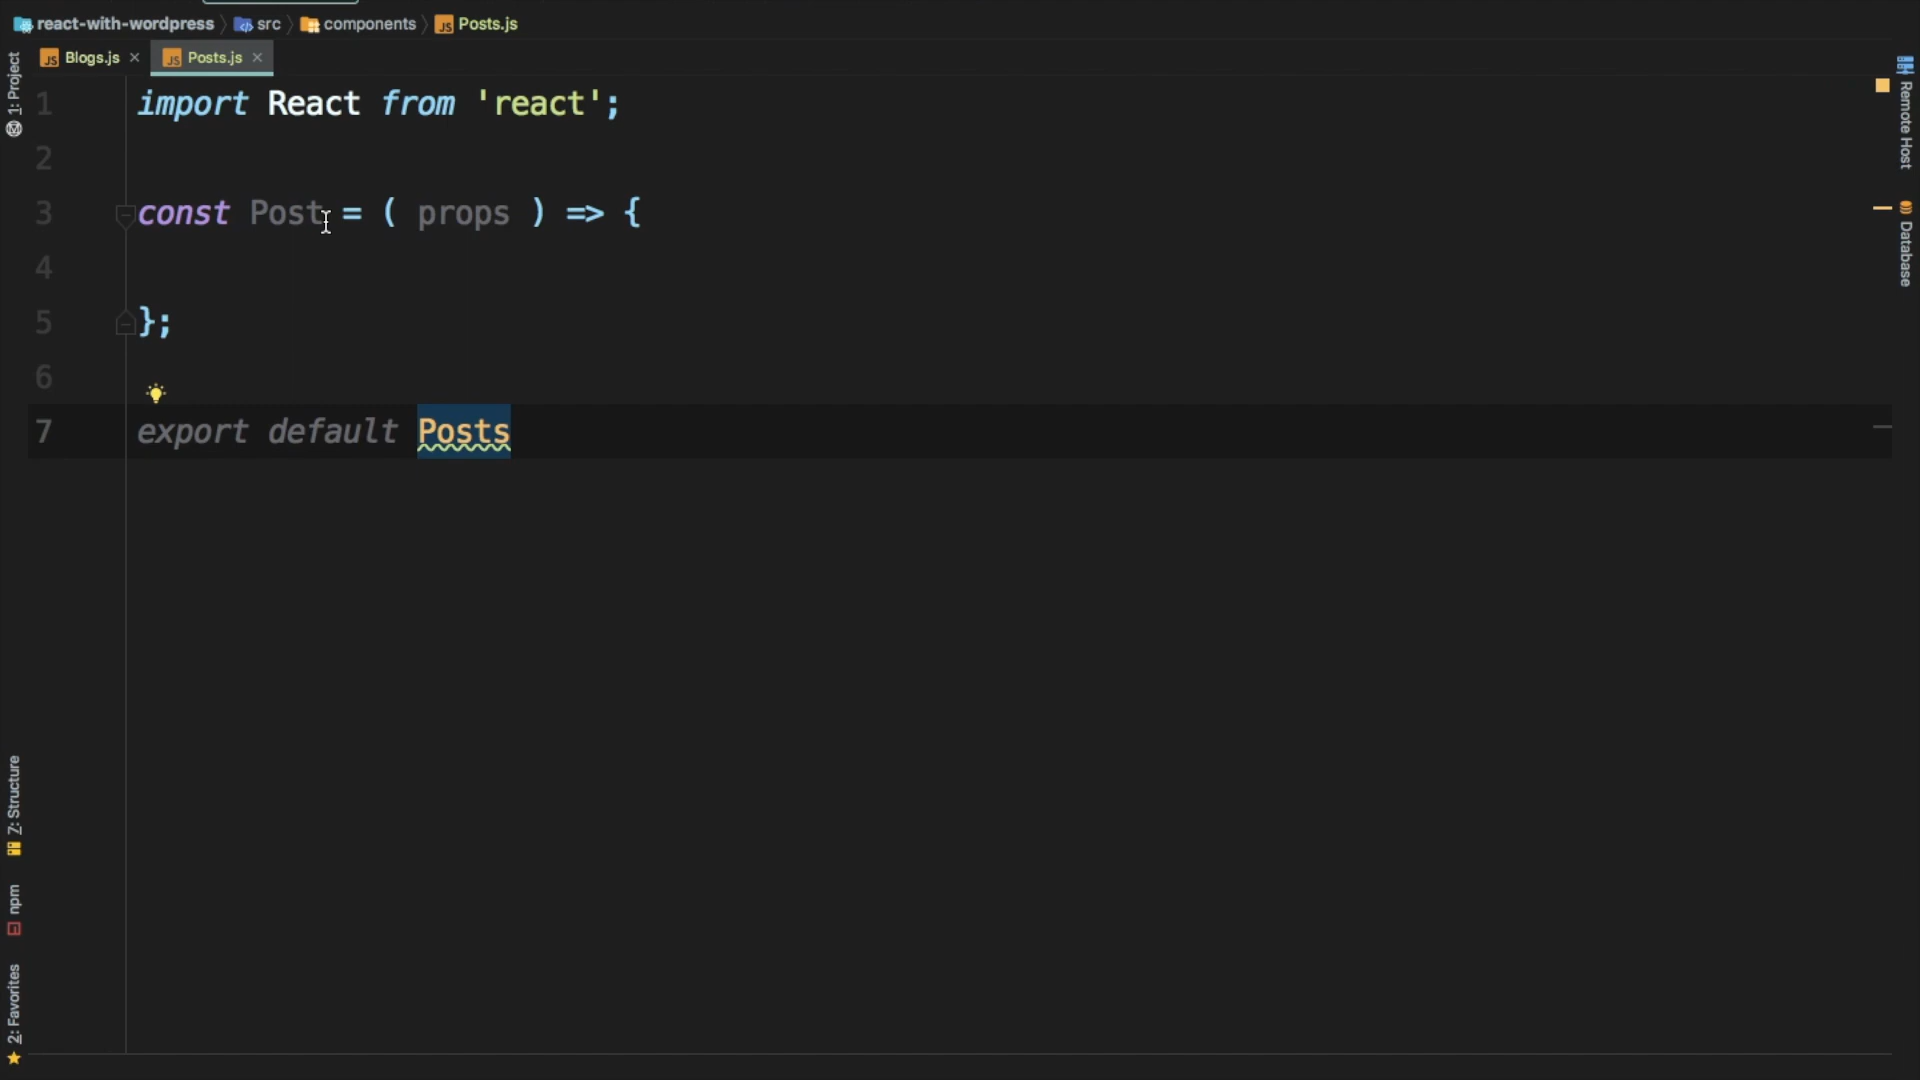 react-with-wordpress src components Posts.js
Blogs.js Posts.js
1: Project
Remote Host
Database
1 import React from 'react';
2
3 const Post = ( props ) => {
4
5 };
6
7 export default Posts
Z: Structure
npm
2: Favorites